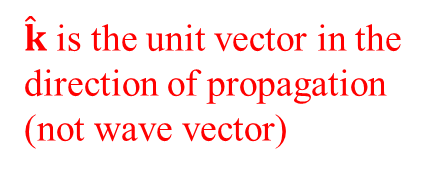 k̂ is the unit vector in the
direction of propagation
(not wave vector)